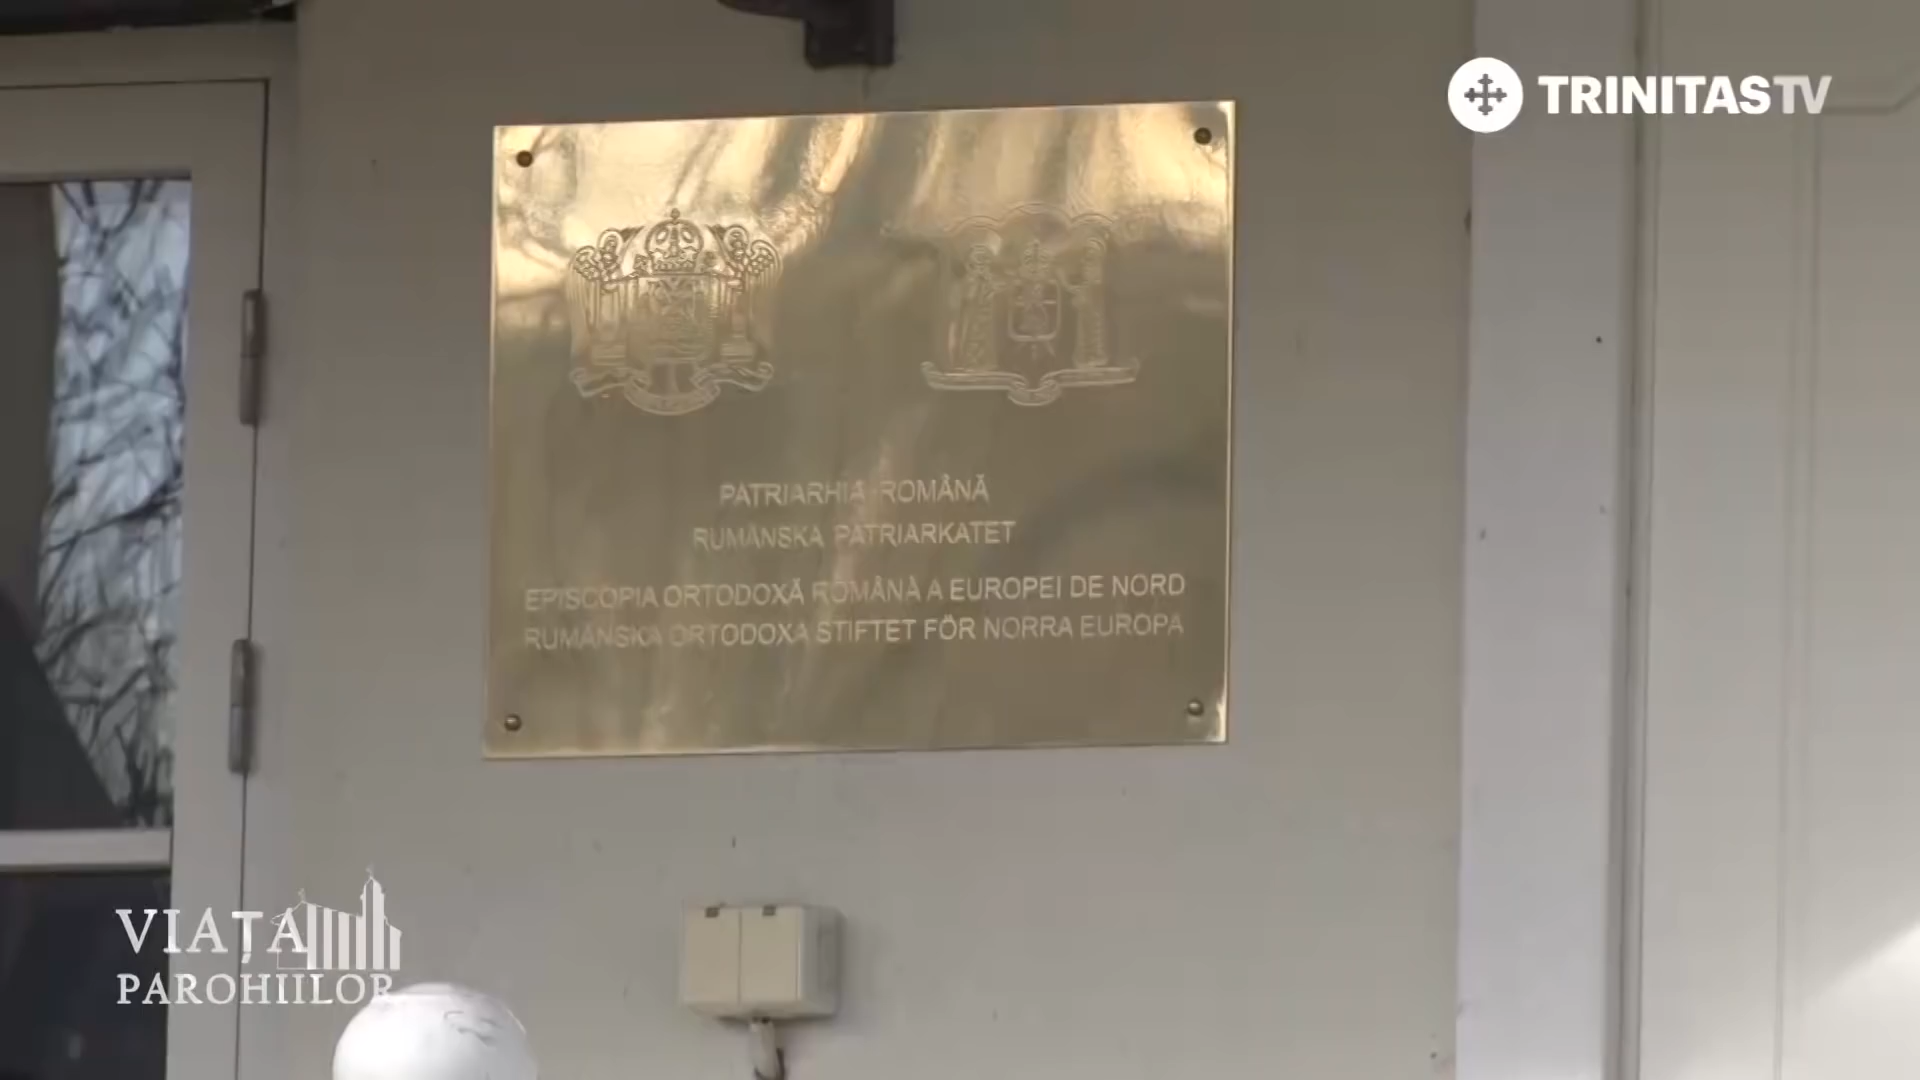 TRINITASTV
PATRIARHIA ROMÂNĂ
RUMÄNSKA PATRIARKATET
EPISCOPIA ORTODOXĂ ROMÂNĂ A EUROPEI DE NORD
RUMÄNSKA ORTODOXA STIFTET FÖR NORRA EUROPA
VIAȚA
PAROHIILOR